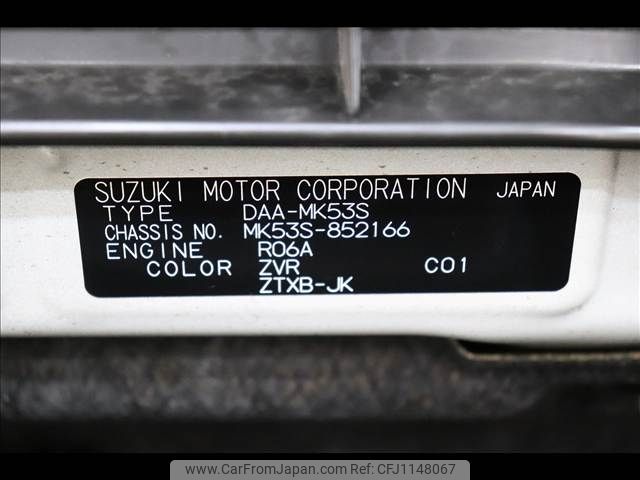 SUZUKI MOTOR CORPORATION JAPAN
TYPE DAA-MK53S
CHASSIS NO. MK53S-852166
ENGINE R06A
COLOR ZVR C01
ZTXB-JK
www.CarFromJapan.com - CFJ1148067